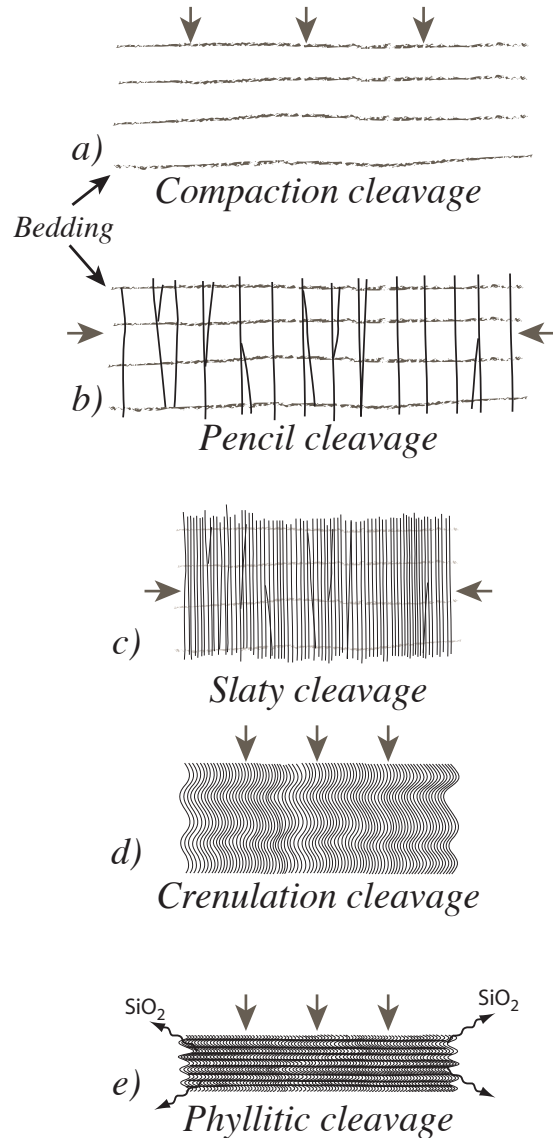 a)
Compaction cleavage
Bedding
b)
Pencil cleavage
c)
Slaty cleavage
d)
Crenulation cleavage
SiO₂
SiO₂
e)
Phyllitic cleavage